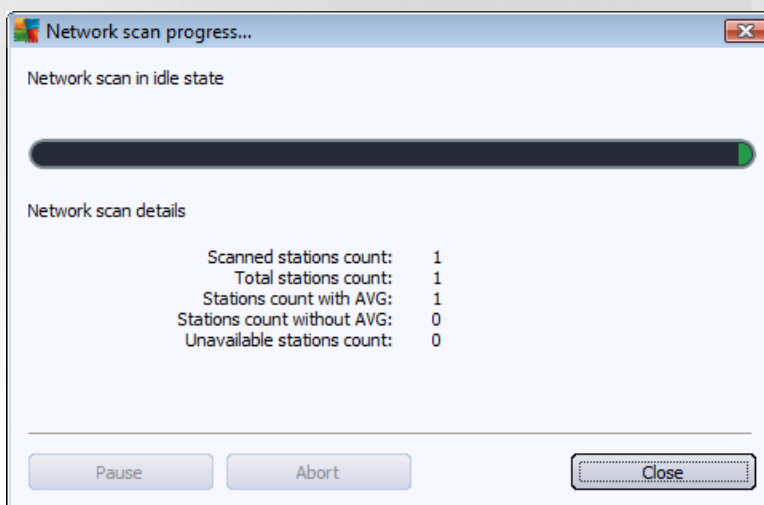 Network scan progress...
Network scan in idle state
Network scan details
Scanned stations count: 1
Total stations count: 1
Stations count with AVG: 1
Stations count without AVG: 0
Unavailable stations count: 0
Pause Abort Close